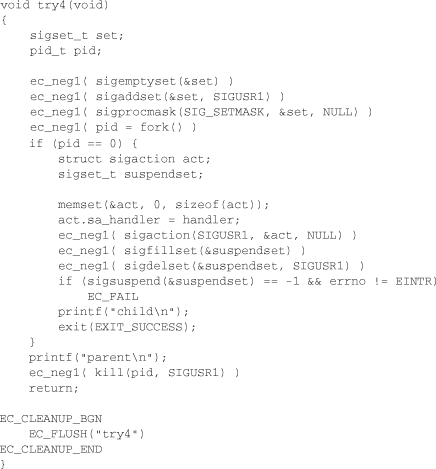 void try4(void)
{
    sigset_t set;
    pid_t pid;

    ec_neg1( sigemptyset(&set) )
    ec_neg1( sigaddset(&set, SIGUSR1) )
    ec_neg1( sigprocmask(SIG_SETMASK, &set, NULL) )
    ec_neg1( pid = fork() )
    if (pid == 0) {
        struct sigaction act;
        sigset_t suspendset;

        memset(&act, 0, sizeof(act));
        act.sa_handler = handler;
        ec_neg1( sigaction(SIGUSR1, &act, NULL) )
        ec_neg1( sigfillset(&suspendset) )
        ec_neg1( sigdelset(&suspendset, SIGUSR1) )
        if (sigsuspend(&suspendset) == -1 && errno != EINTR)
            EC_FAIL
        printf("child\n");
        exit(EXIT_SUCCESS);
    }
    printf("parent\n");
    ec_neg1( kill(pid, SIGUSR1) )
    return;

EC_CLEANUP_BGN
    EC_FLUSH("try4")
EC_CLEANUP_END
}